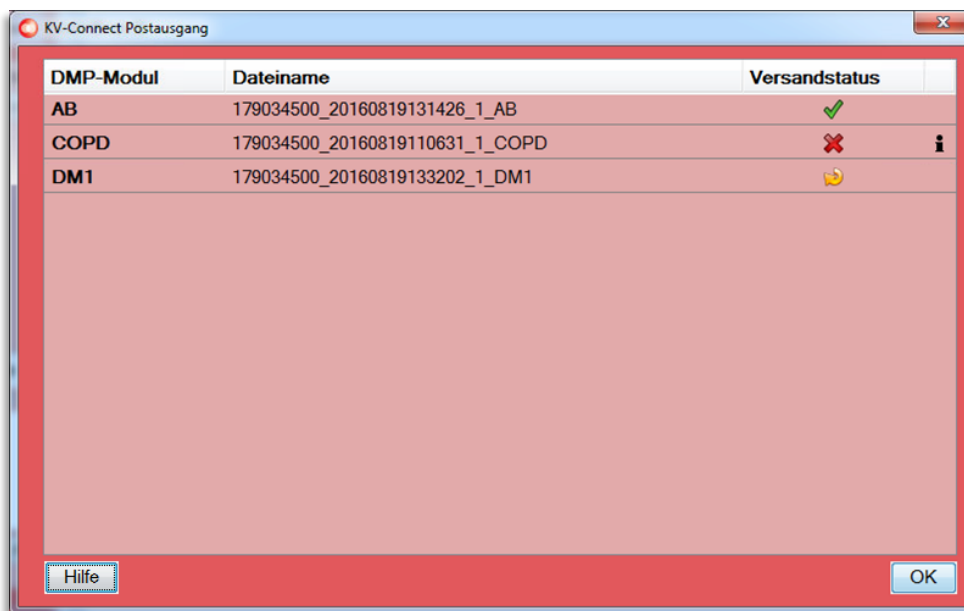 KV-Connect Postausgang
DMP-Modul Dateiname Versandstatus
AB 179034500_20160819131426_1_AB
COPD 179034500_20160819110631_1_COPD
DM1 179034500_20160819133202_1_DM1
Hilfe OK